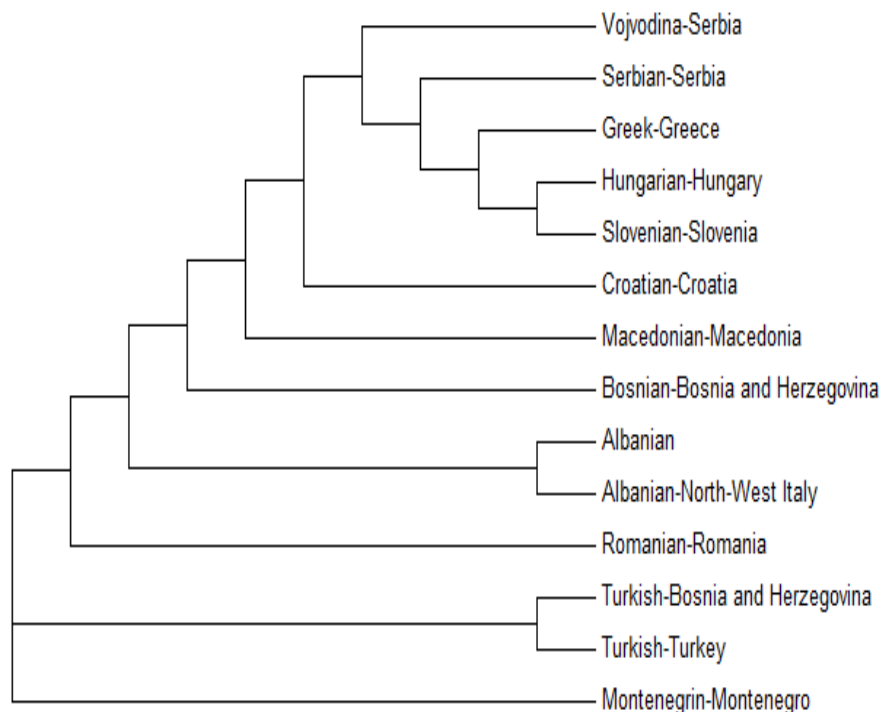 Vojvodina-Serbia
Serbian-Serbia
Greek-Greece
Hungarian-Hungary
Slovenian-Slovenia
Croatian-Croatia
Macedonian-Macedonia
Bosnian-Bosnia and Herzegovina
Albanian
Albanian-North-West Italy
Romanian-Romania
Turkish-Bosnia and Herzegovina
Turkish-Turkey
Montenegrin-Montenegro